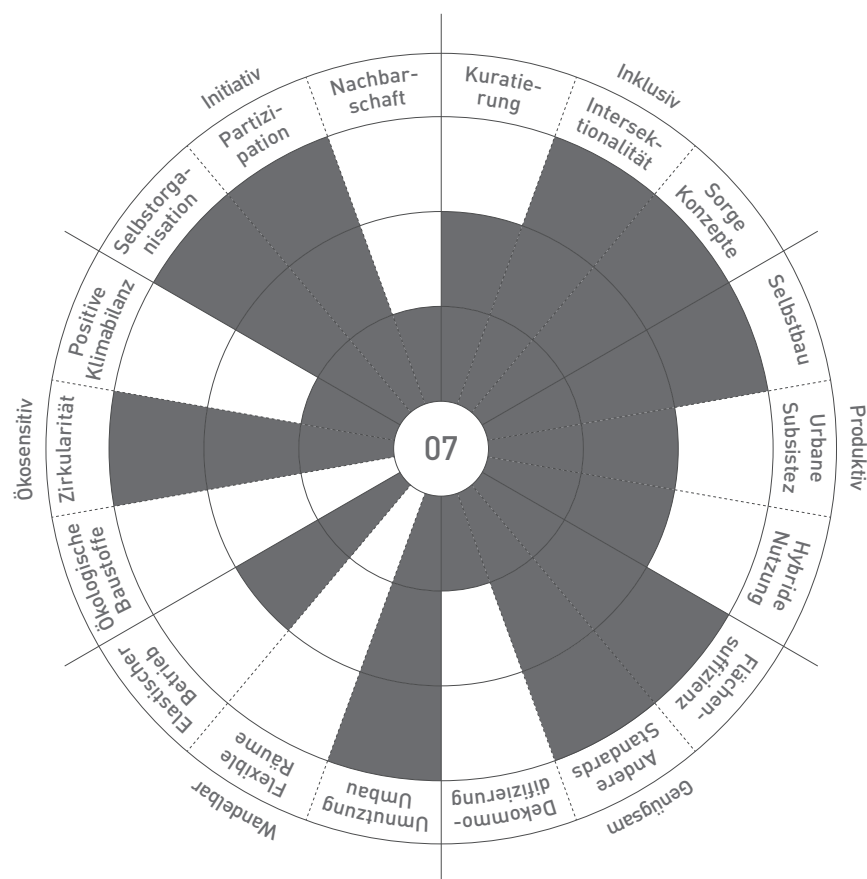 Initiativ
Inklusiv
Produktiv
Genügsam
Wandelbar
Ökosensitiv
Kuratie-
rung
Intersek-
tionalität
Sorge
Konzepte
Selbstbau
Urbane
Subsistez
Hybride
Nutzung
Flächen-
suffizienz
Andere
Standards
Dekommo-
difizierung
Umnutzung
Umbau
Flexible
Räume
Elastischer
Betrieb
Ökologische
Baustoffe
Zirkularität
Positive
Klimabilanz
Selbstorga-
nisation
Partizi-
pation
Nachbar-
schaft
07